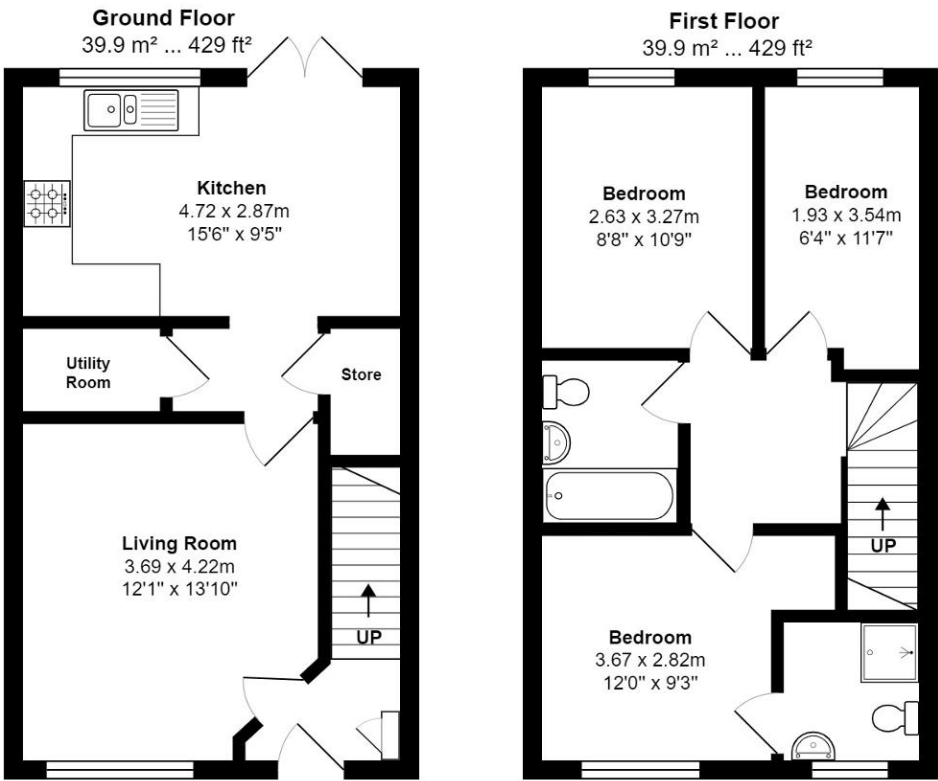 Ground Floor
39.9 m² ... 429 ft²
Kitchen
4.72 x 2.87m
15'6" x 9'5"
Utility
Room
Store
Living Room
3.69 x 4.22m
12'1" x 13'10"
UP
First Floor
39.9 m² ... 429 ft²
Bedroom
2.63 x 3.27m
8'8" x 10'9"
Bedroom
1.93 x 3.54m
6'4" x 11'7"
UP
Bedroom
3.67 x 2.82m
12'0" x 9'3"